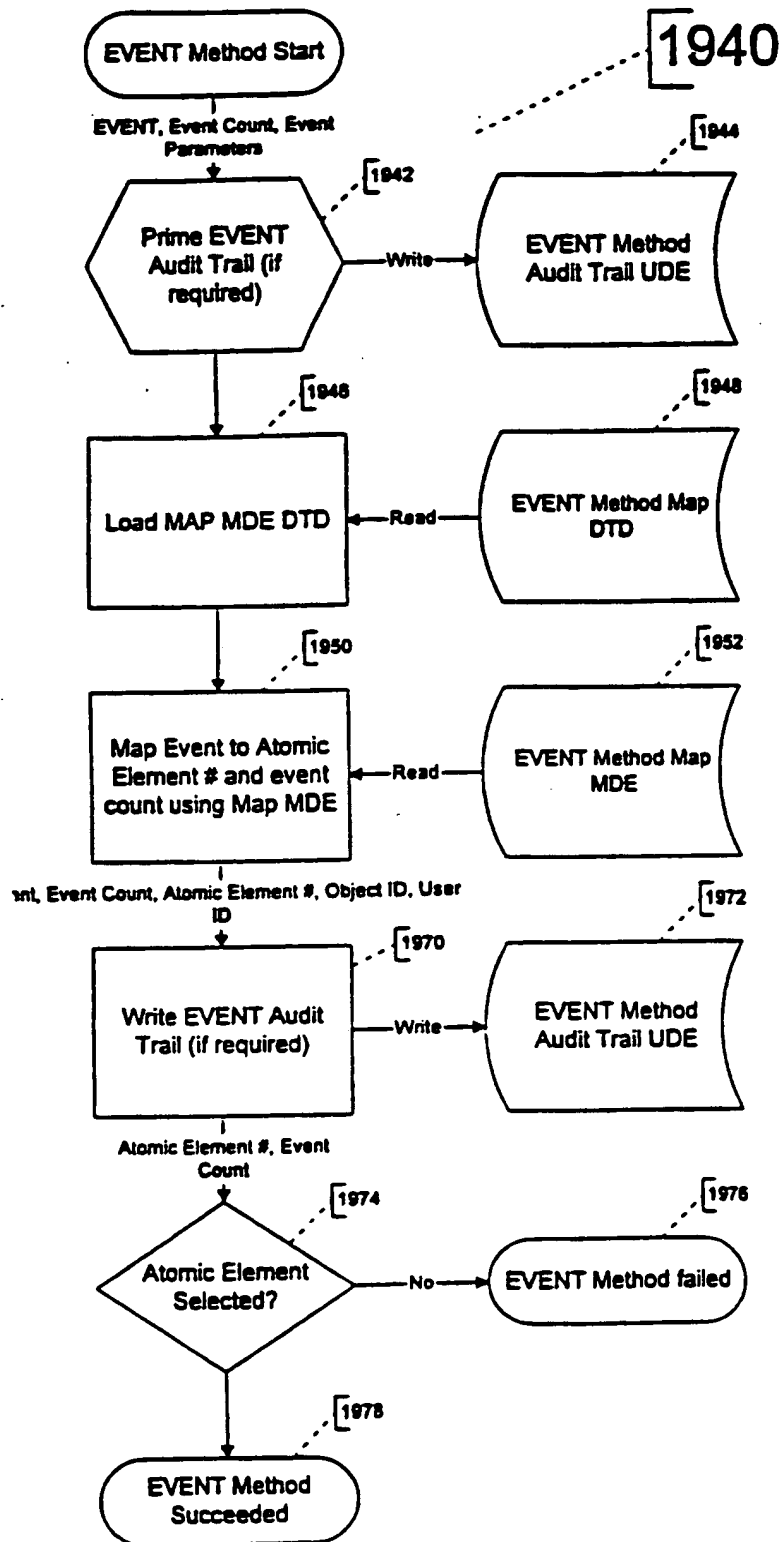 EVENT Method Start
1940
EVENT, Event Count, Event
Parameters
1942
1944
Prime EVENT
Audit Trail (if
required)
Write
EVENT Method
Audit Trail UDE
1946
1948
Load MAP MDE DTD
Read
EVENT Method Map
DTD
1950
1952
Map Event to Atomic
Element # and event
count using Map MDE
Read
EVENT Method Map
MDE
Event Count, Atomic Element #, Object ID, User
ID
1970
1972
Write EVENT Audit
Trail (if required)
Write
EVENT Method
Audit Trail UDE
Atomic Element #, Event
Count
1974
1976
Atomic Element
Selected?
No
EVENT Method failed
1978
EVENT Method
Succeeded